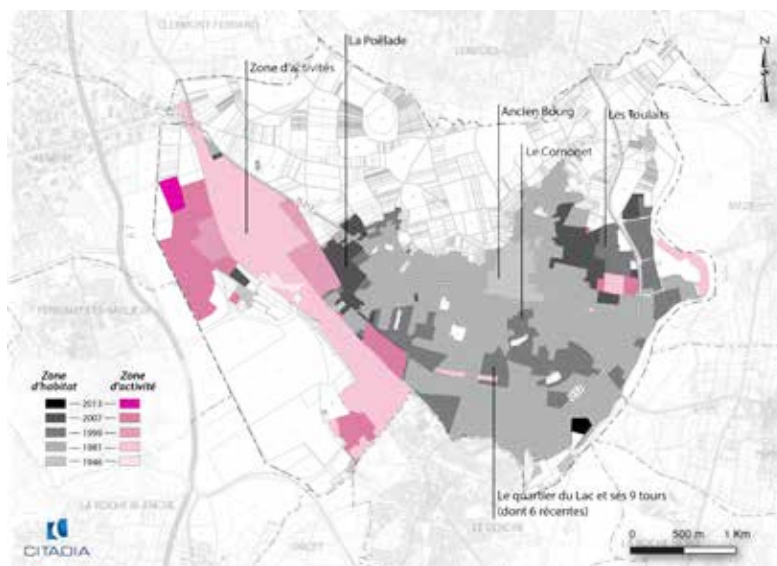 CLERMONT-FERRAND
La Poëlade
LEMPDES
Zone d'activités
Ancien Bourg
Les Toulaits
Le Cornonet
N
Zone d'habitat
Zone d'activité
2013
2007
1999
1981
1946
LA ROCHE BLANCHE
ORCET
LE CENDRE
Le quartier du Lac et ses 9 tours
(dont 6 récentes)
0 500 m 1 Km
CITADIA